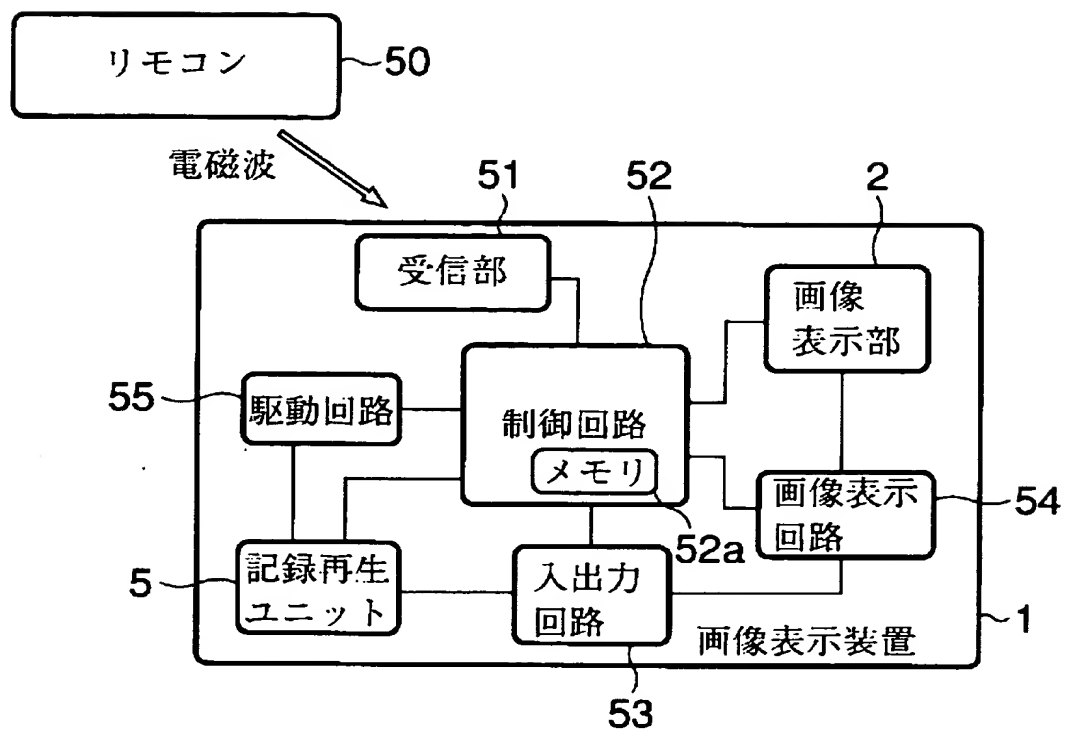 リモコン
50
電磁波
51
52
2
受信部
画像
表示部
55
駆動回路
制御回路
メモリ
52a
画像表示
回路
54
5
記録再生
ユニット
入出力
回路
画像表示装置
1
53